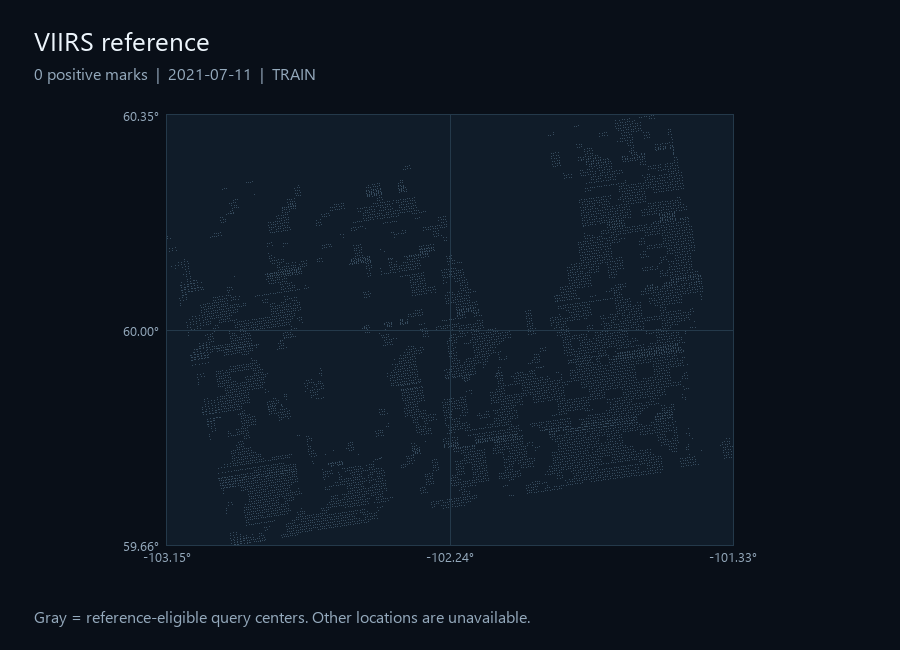 VIIRS reference
0 positive marks | 2021-07-11 | TRAIN
60.35°
60.00°
59.66°
-103.15°
-102.24°
-101.33°
Gray = reference-eligible query centers. Other locations are unavailable.